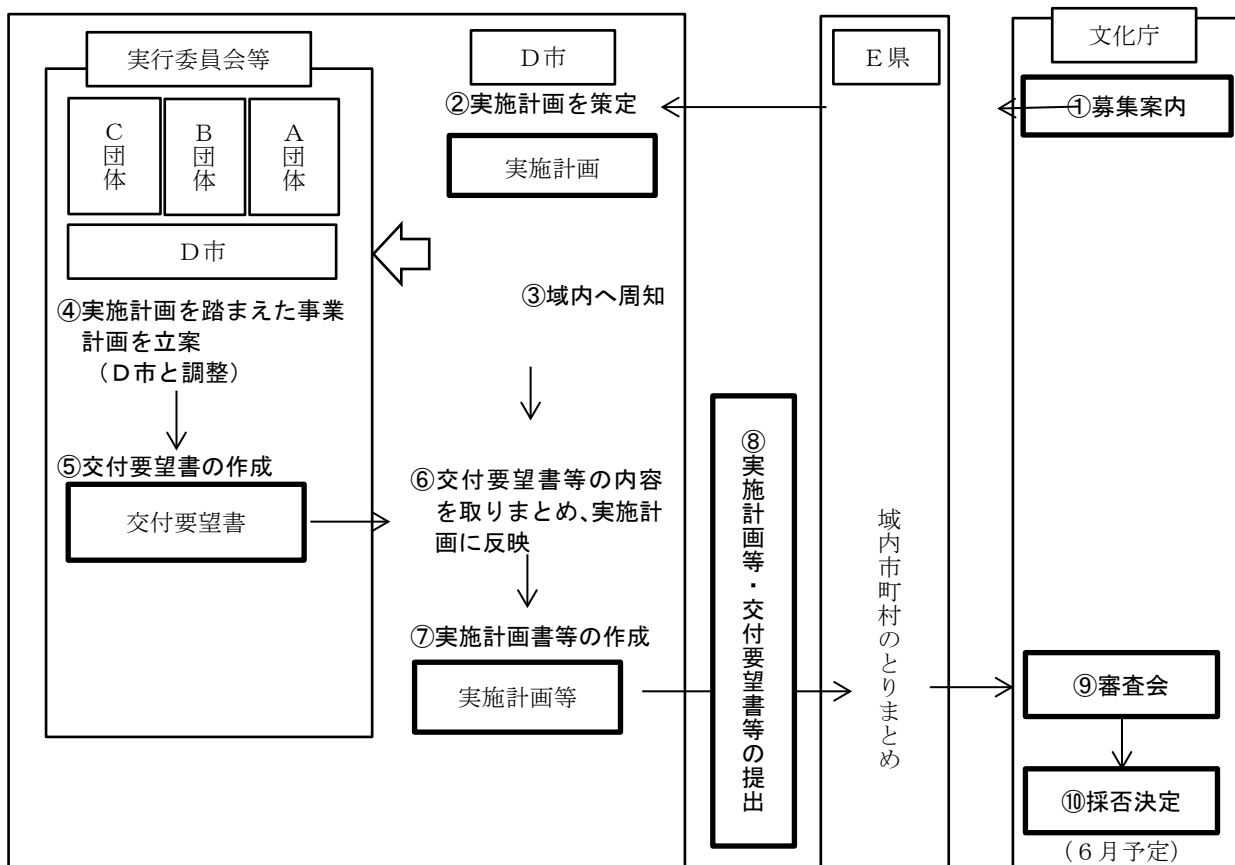 実行委員会等
C団体
B団体
A団体
D市
④実施計画を踏まえた事業
計画を立案
(D市と調整)
⑤交付要望書の作成
交付要望書
D市
②実施計画を策定
実施計画
③域内へ周知
⑥交付要望書等の内容
を取りまとめ、実施計
画に反映
⑦実施計画書等の作成
実施計画等
⑧実施計画等・交付要望書等の提出
E県
域内市町村のとりまとめ
文化庁
①募集案内
⑨審査会
⑩採否決定
(6月予定)